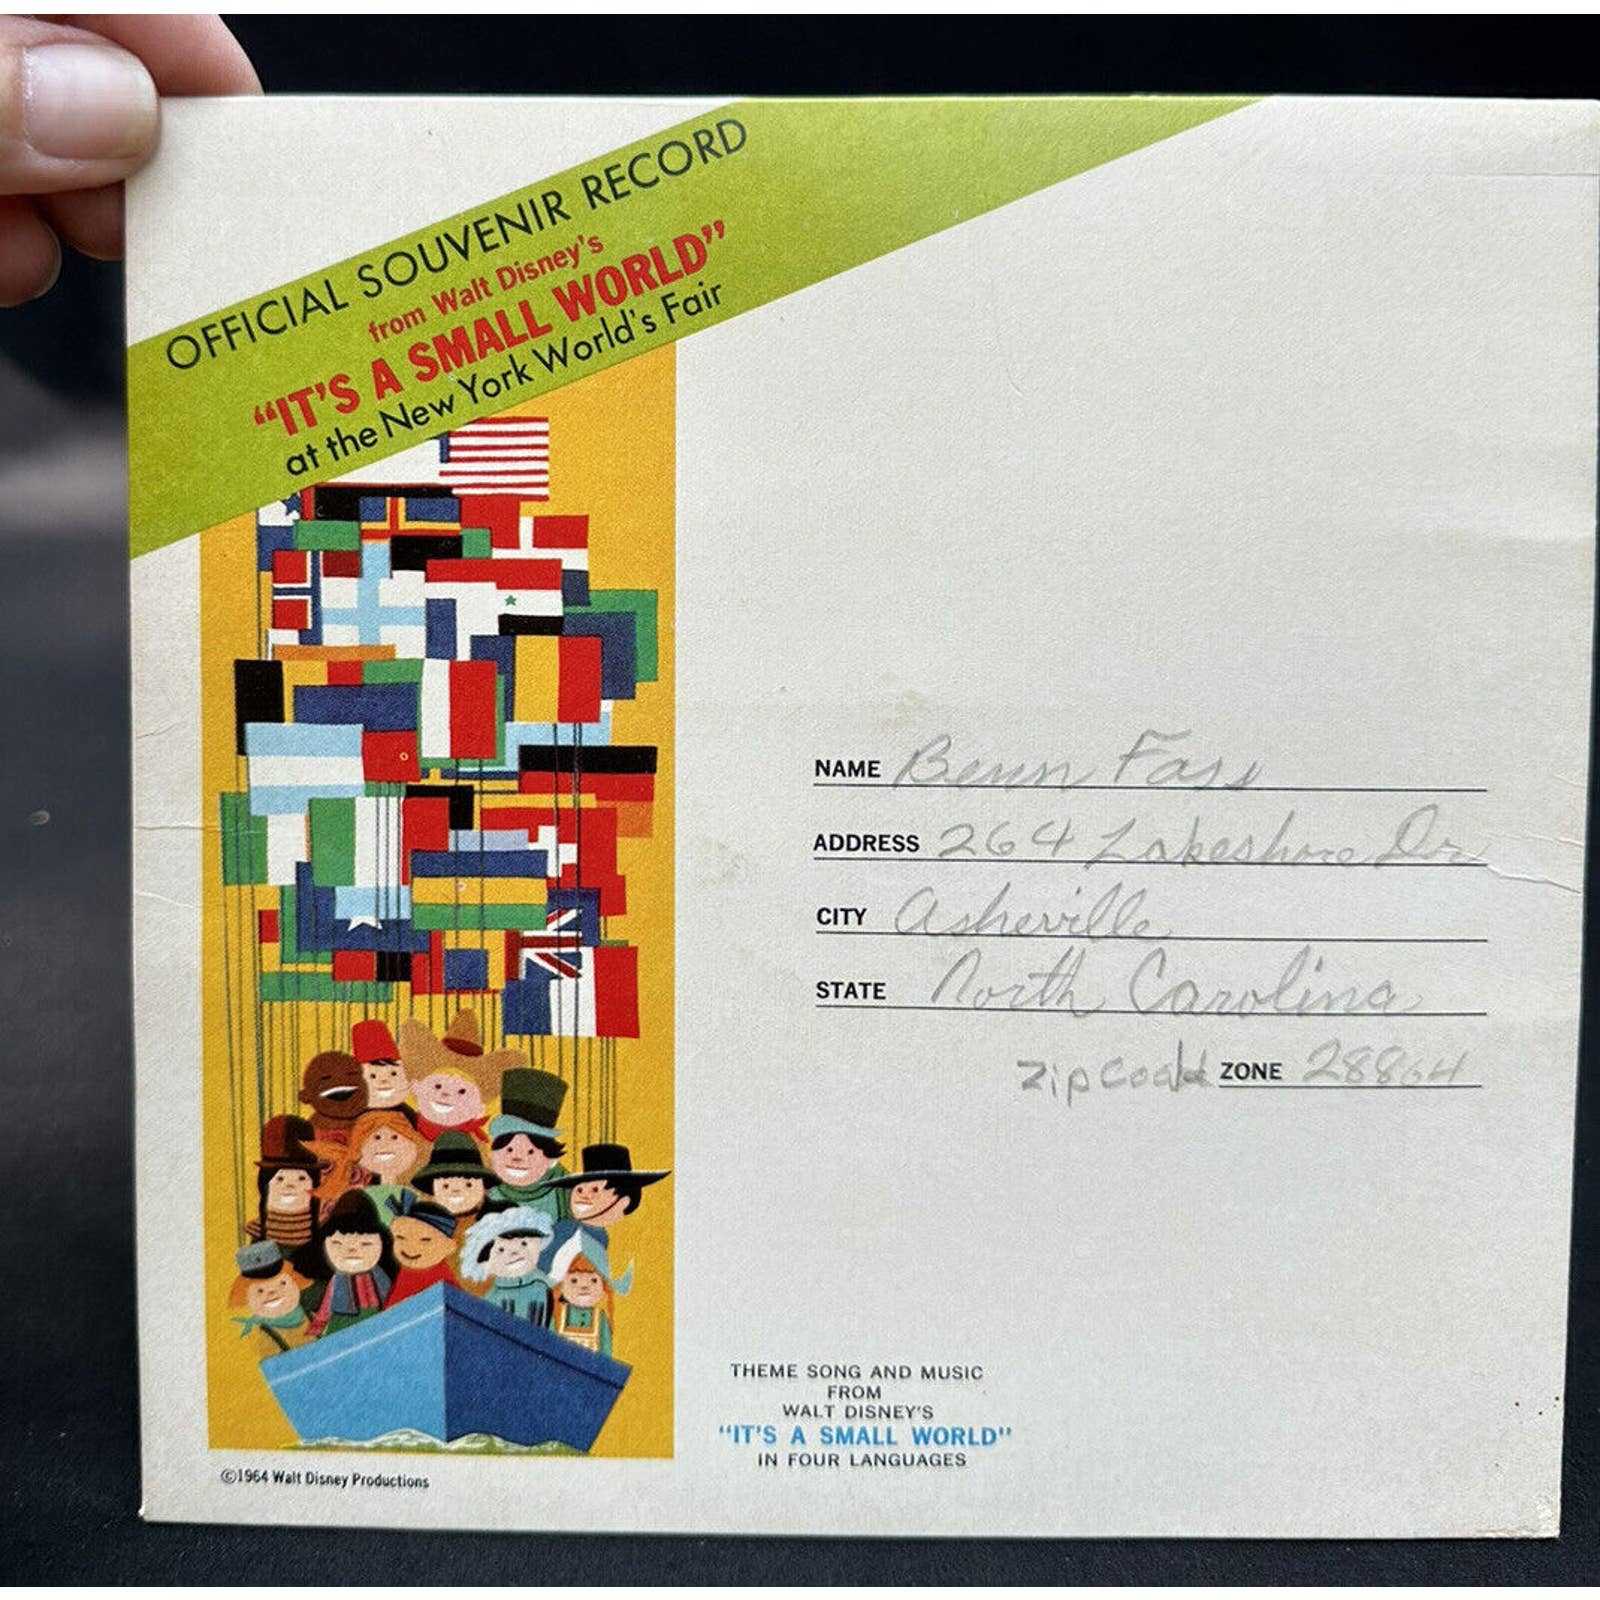 OFFICIAL SOUVENIR RECORD
from Walt Disney's
“IT'S A SMALL WORLD”
at the New York World's Fair
NAME Benn Fass
ADDRESS 264 Lakeshore Dr
CITY Asheville
STATE North Carolina
zip ZONE 28864
THEME SONG AND MUSIC
FROM
WALT DISNEY'S
“IT'S A SMALL WORLD”
IN FOUR LANGUAGES
©1964 Walt Disney Productions